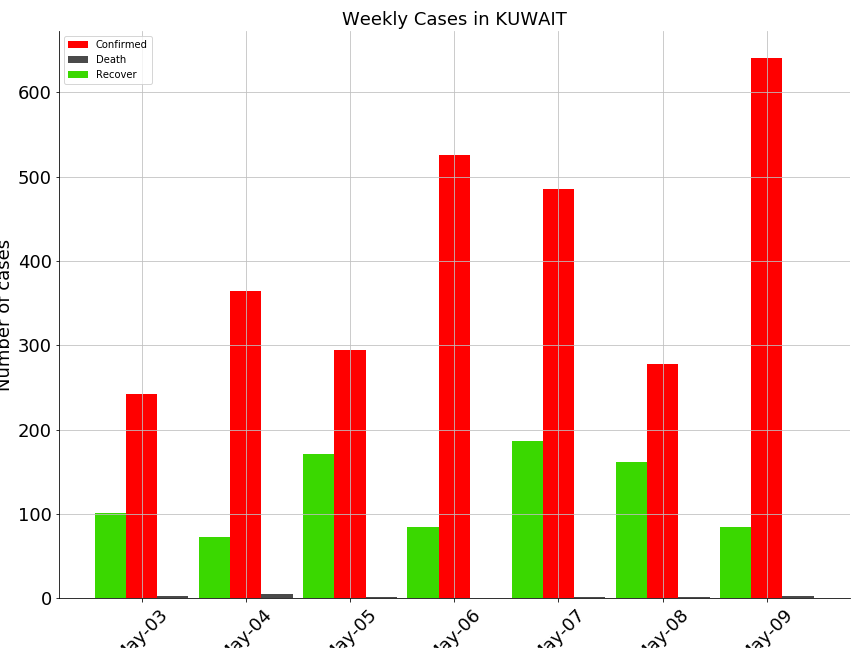 Weekly Cases in KUWAIT
Confirmed
Death
Recover
Number of cases
600
500
400
300
200
100
0
May-03
May-04
May-05
May-06
May-07
May-08
May-09